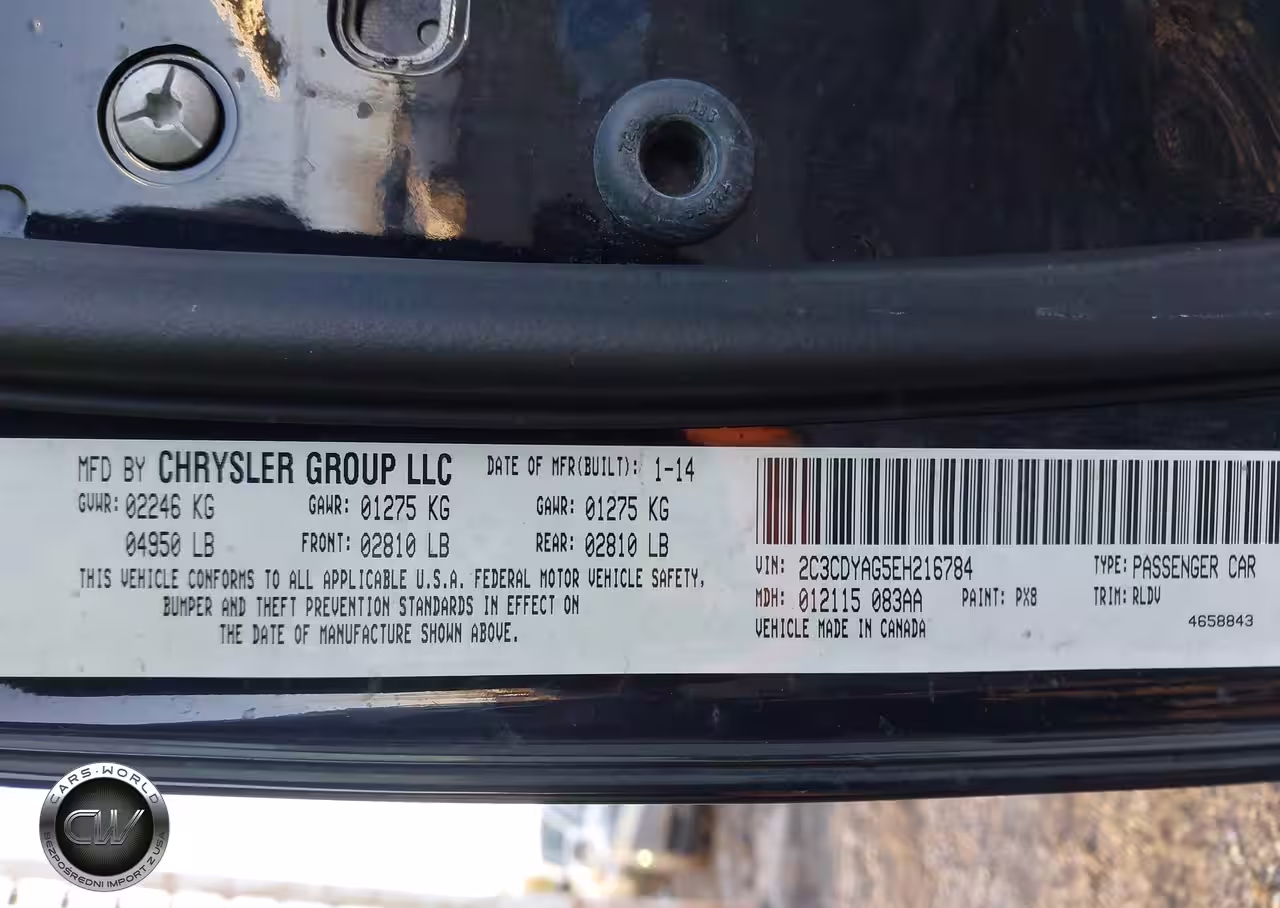 MFD BY CHRYSLER GROUP LLC DATE OF MFR(BUILT): 1-14
GVWR: 02246 KG GAWR: 01275 KG GAWR: 01275 KG
04950 LB FRONT: 02810 LB REAR: 02810 LB
THIS VEHICLE CONFORMS TO ALL APPLICABLE U.S.A. FEDERAL MOTOR VEHICLE SAFETY,
BUMPER AND THEFT PREVENTION STANDARDS IN EFFECT ON
THE DATE OF MANUFACTURE SHOWN ABOVE.
VIN: 2C3CDYAG5EH216784 TYPE: PASSENGER CAR
MDH: 012115 083AA PAINT: PX8 TRIM: RLDV
VEHICLE MADE IN CANADA 4658843
CARS-WORLD
CW
BEZPOŚREDNI IMPORT Z USA